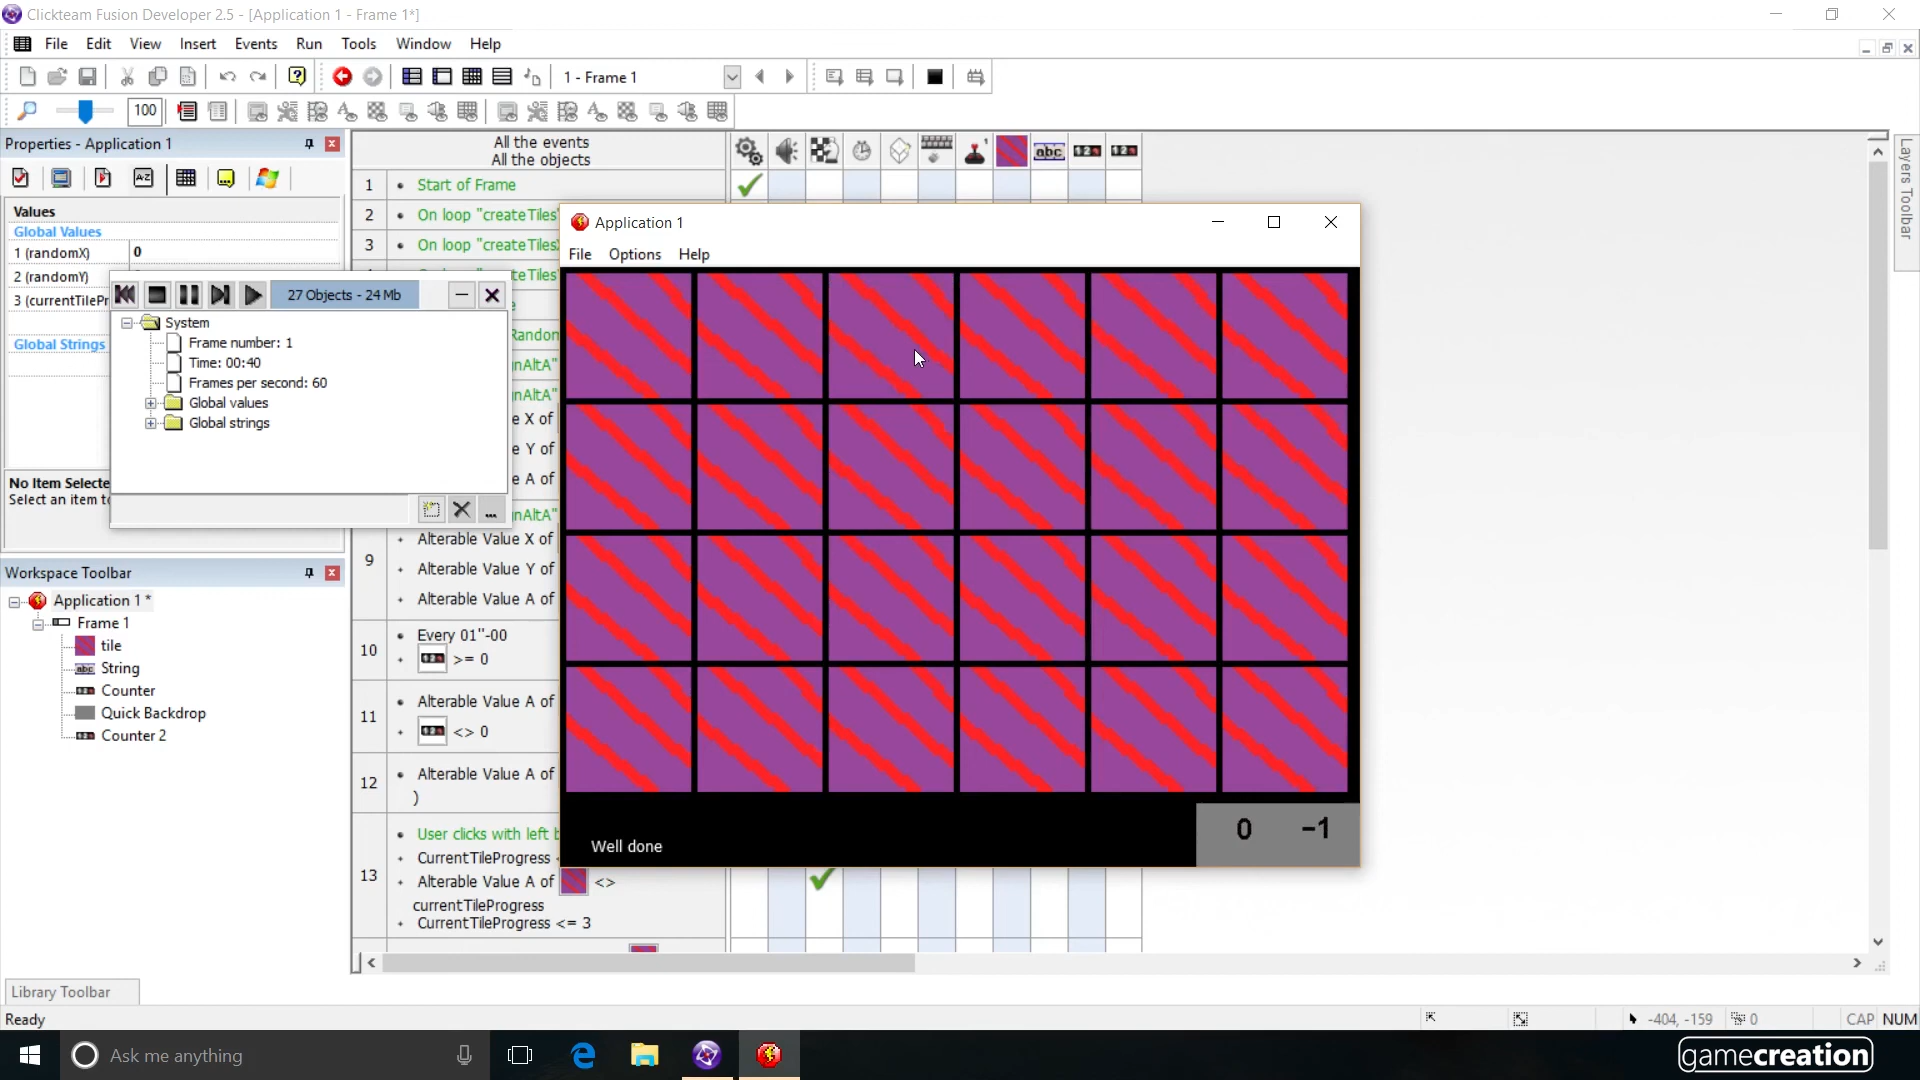 Clickteam Fusion Developer 2.5 - [Application 1 - Frame 1*]
File Edit View Insert Events Run Tools Window Help
1 - Frame 1
100
Properties - Application 1
Values
Global Values
1 (randomX) 0
2 (randomY)
3 (currentTilePr
Global Strings
No Item Selecte
Select an item to
27 Objects - 24 Mb
System
Frame number: 1
Time: 00:40
Frames per second: 60
Global values
Global strings
Workspace Toolbar
Application 1 *
Frame 1
tile
String
Counter
Quick Backdrop
Counter 2
Library Toolbar
Ready
All the events
All the objects
1 Start of Frame
2 On loop "createTiles"
3 On loop "createTiles
teTiles
Random
nAltA"
nAltA"
e X of
e Y of
e A of
nAltA"
9
Alterable Value X of
Alterable Value Y of
Alterable Value A of
10 Every 01"-00
>= 0
11 Alterable Value A of
<> 0
12 Alterable Value A of
)
13 User clicks with left b
CurrentTileProgress
Alterable Value A of <>
currentTileProgress
CurrentTileProgress <= 3
Application 1
File Options Help
Well done
0 -1
Layers Toolbar
-404, -159
0
CAP NUM
Ask me anything
gamecreation